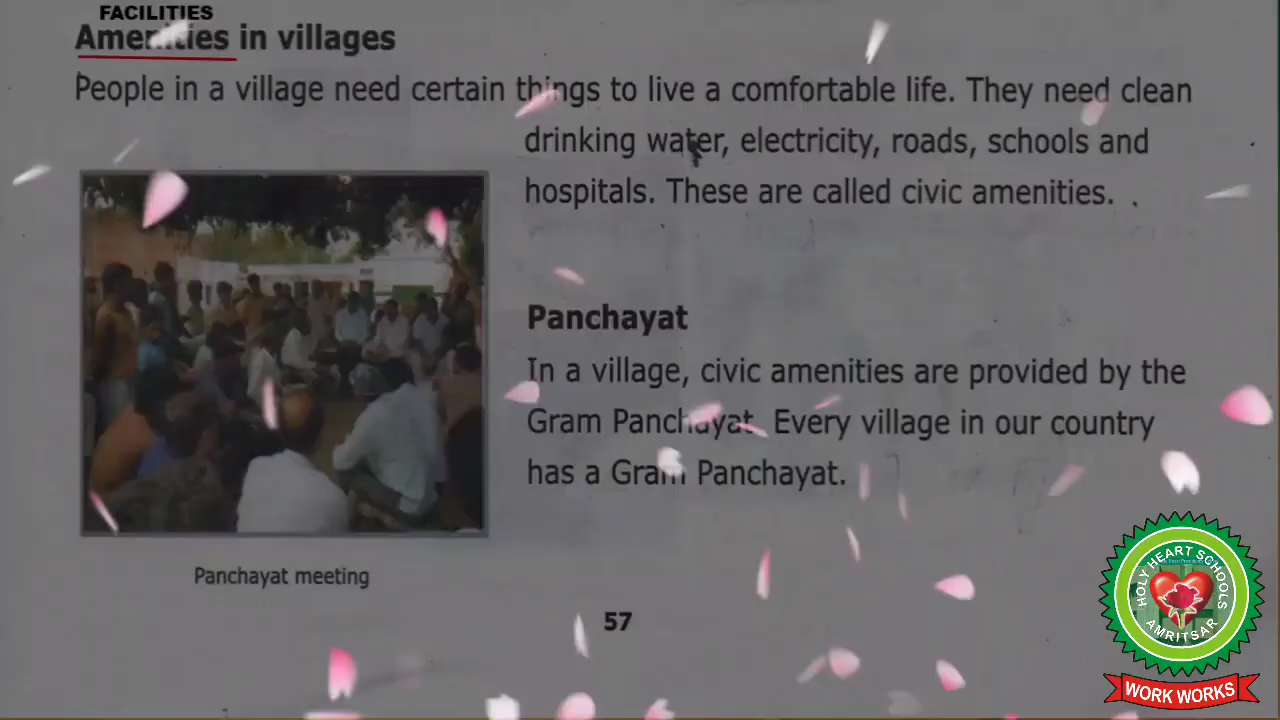 FACILITIES
Amenities in villages
People in a village need certain things to live a comfortable life. They need clean
drinking water, electricity, roads, schools and
hospitals. These are called civic amenities.
Panchayat
In a village, civic amenities are provided by the
Gram Panchayat. Every village in our country
has a Gram Panchayat.
Panchayat meeting
57
HOLY HEART SCHOOLS
AMRITSAR
WORK WORKS